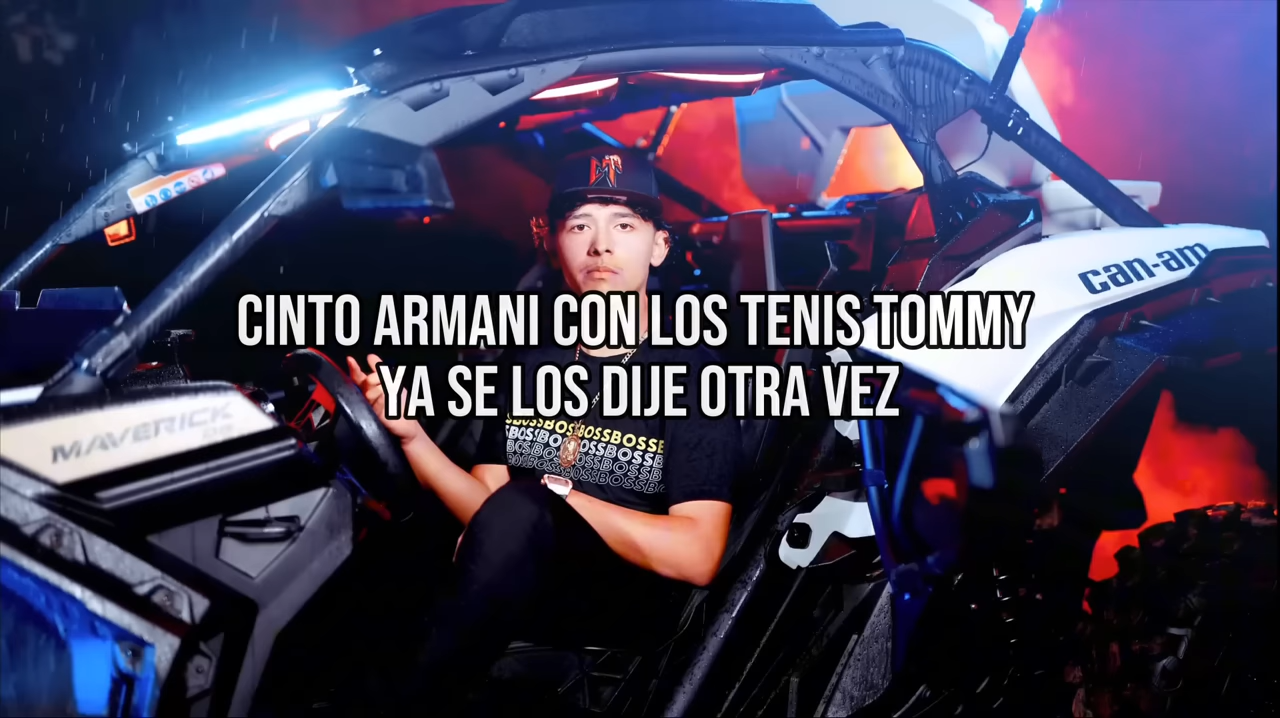 can-am
CINTO ARMANI CON LOS TENIS TOMMY
YA SE LOS DIJE OTRA VEZ
MAVERICK
BOSSBOSSBOSSBOSSE